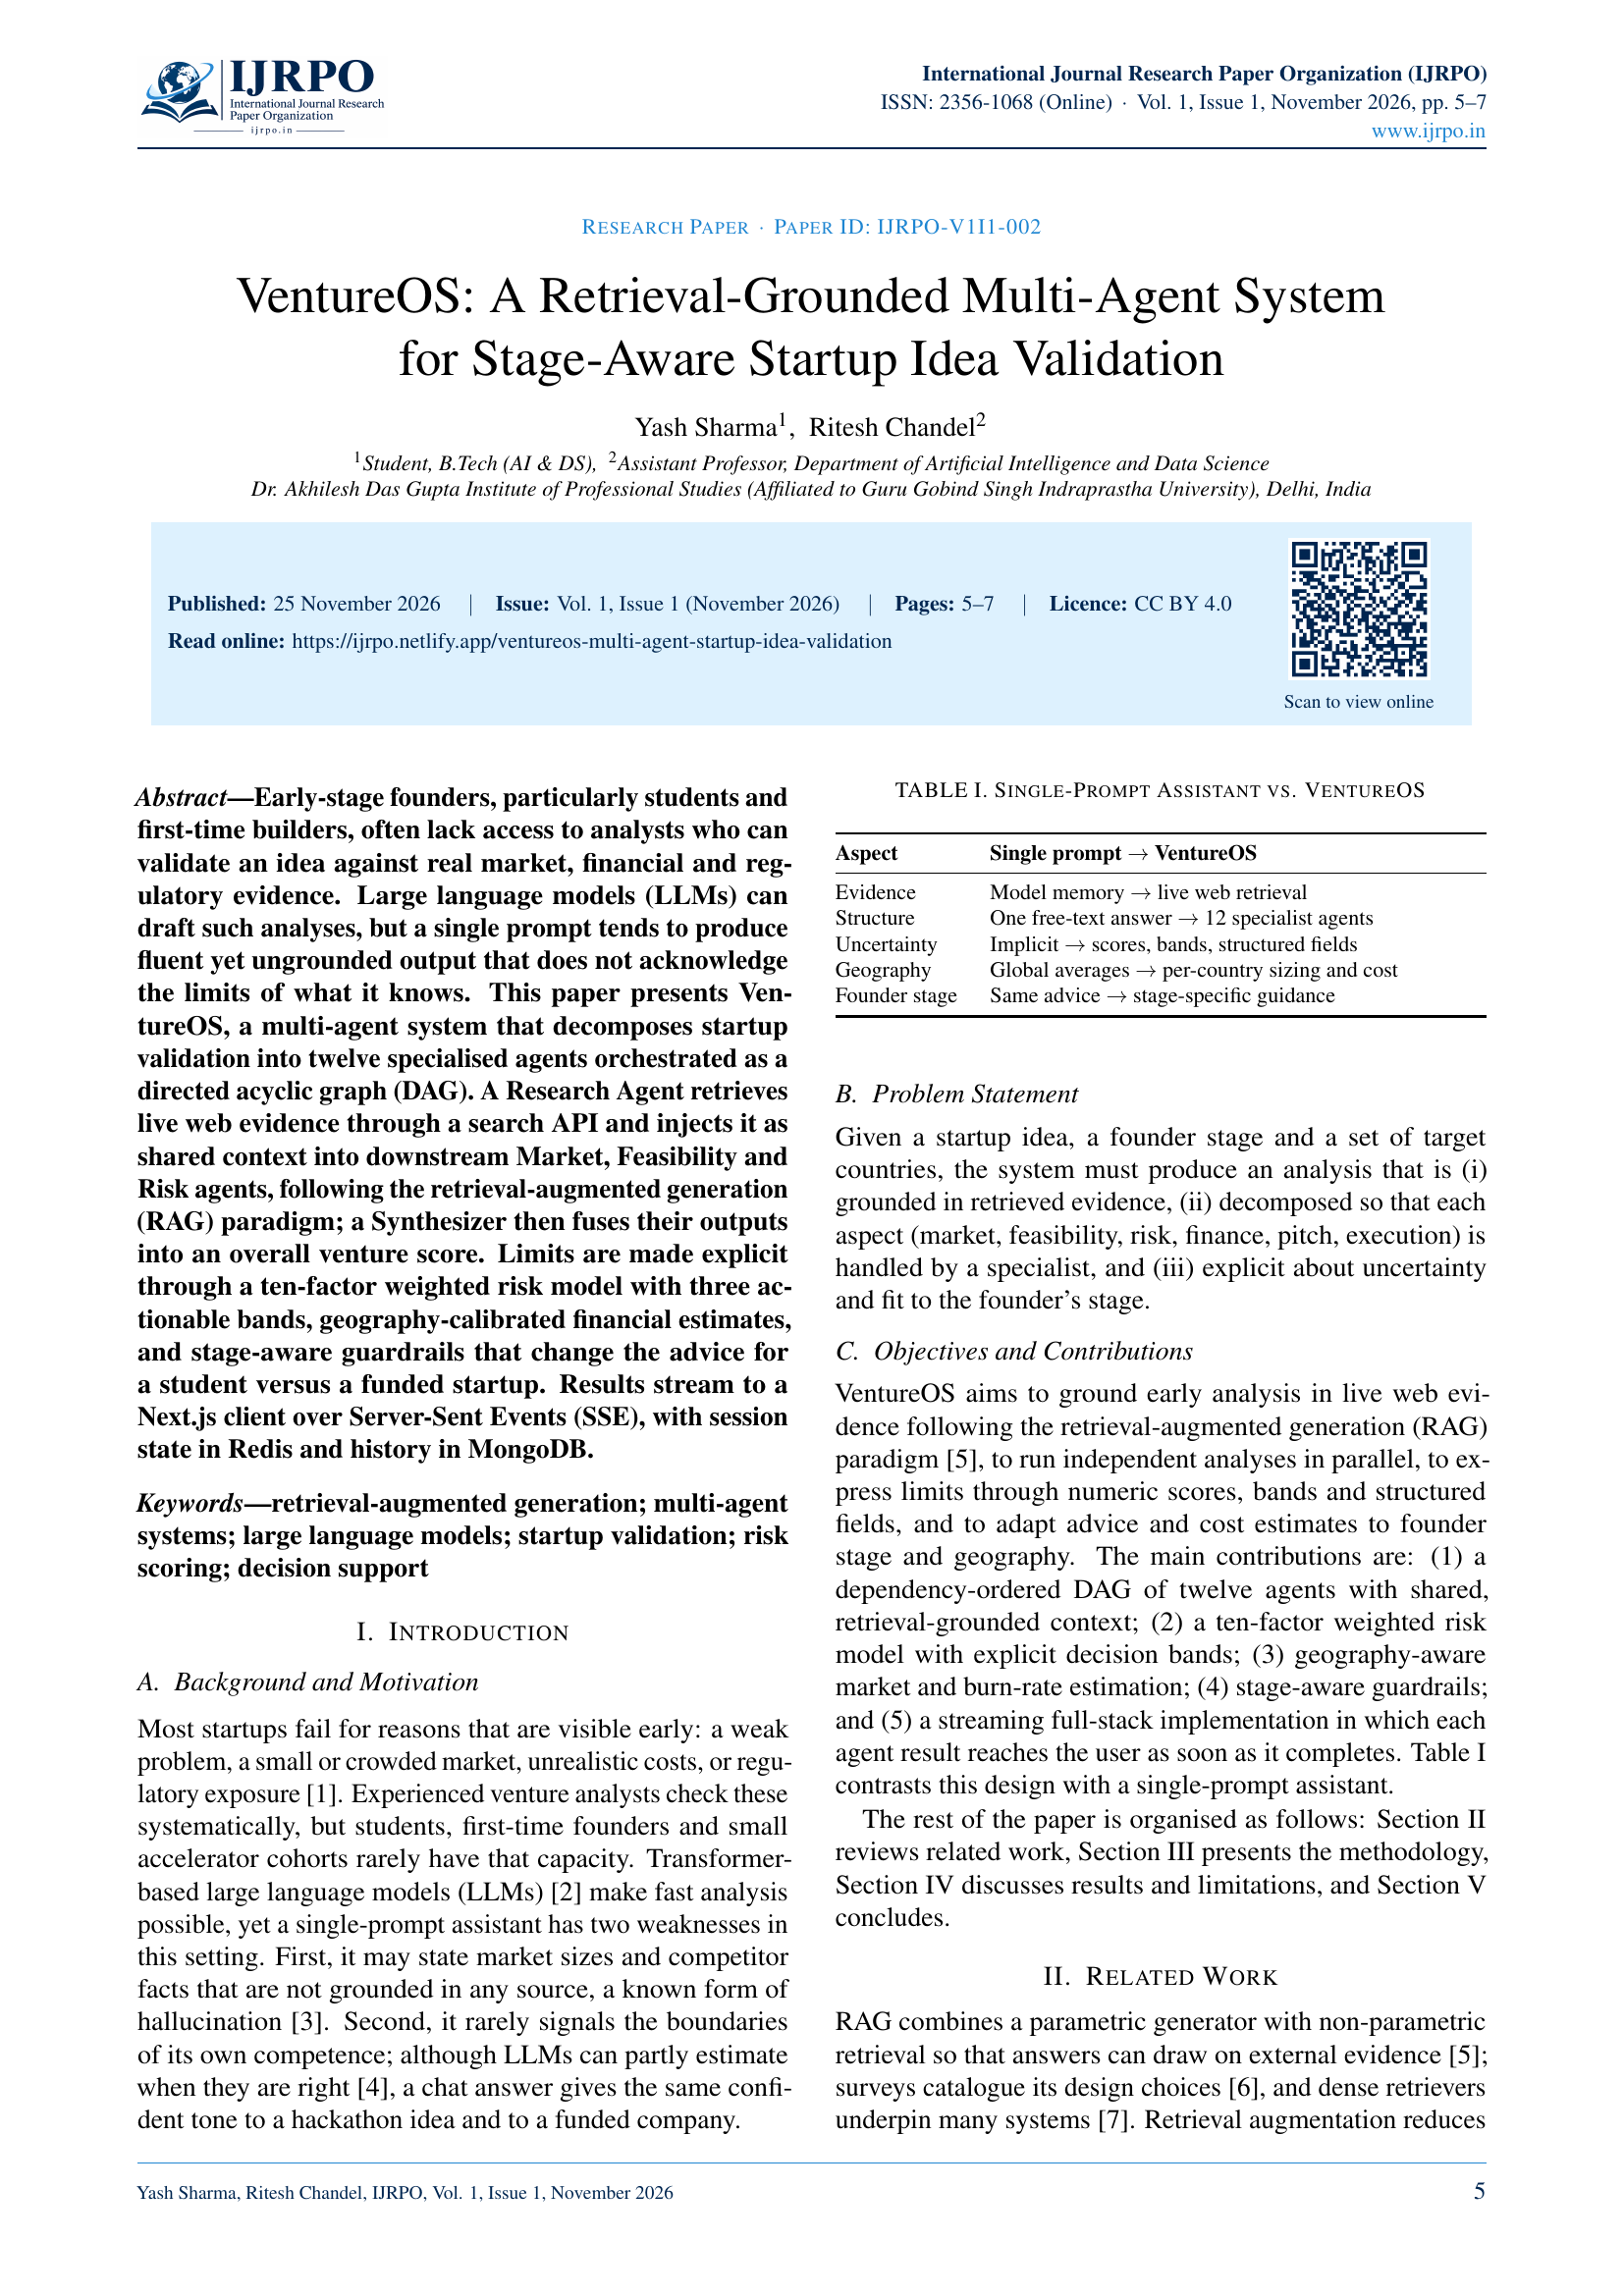 IJRPO
International Journal Research
Paper Organization
ijrpo.in
International Journal Research Paper Organization (IJRPO)
ISSN: 2356-1068 (Online) · Vol. 1, Issue 1, November 2026, pp. 5–7
www.ijrpo.in
RESEARCH PAPER · PAPER ID: IJRPO-V1I1-002
VentureOS: A Retrieval-Grounded Multi-Agent System
for Stage-Aware Startup Idea Validation
Yash Sharma1, Ritesh Chandel2
1Student, B.Tech (AI & DS), 2Assistant Professor, Department of Artificial Intelligence and Data Science
Dr. Akhilesh Das Gupta Institute of Professional Studies (Affiliated to Guru Gobind Singh Indraprastha University), Delhi, India
Published: 25 November 2026 | Issue: Vol. 1, Issue 1 (November 2026) | Pages: 5–7 | Licence: CC BY 4.0
Read online: https://ijrpo.netlify.app/ventureos-multi-agent-startup-idea-validation
Scan to view online
Abstract—Early-stage founders, particularly students and
first-time builders, often lack access to analysts who can
validate an idea against real market, financial and reg-
ulatory evidence. Large language models (LLMs) can
draft such analyses, but a single prompt tends to produce
fluent yet ungrounded output that does not acknowledge
the limits of what it knows. This paper presents Ven-
tureOS, a multi-agent system that decomposes startup
validation into twelve specialised agents orchestrated as a
directed acyclic graph (DAG). A Research Agent retrieves
live web evidence through a search API and injects it as
shared context into downstream Market, Feasibility and
Risk agents, following the retrieval-augmented generation
(RAG) paradigm; a Synthesizer then fuses their outputs
into an overall venture score. Limits are made explicit
through a ten-factor weighted risk model with three ac-
tionable bands, geography-calibrated financial estimates,
and stage-aware guardrails that change the advice for
a student versus a funded startup. Results stream to a
Next.js client over Server-Sent Events (SSE), with session
state in Redis and history in MongoDB.
Keywords—retrieval-augmented generation; multi-agent
systems; large language models; startup validation; risk
scoring; decision support
I. INTRODUCTION
A. Background and Motivation
Most startups fail for reasons that are visible early: a weak
problem, a small or crowded market, unrealistic costs, or regu-
latory exposure [1]. Experienced venture analysts check these
systematically, but students, first-time founders and small
accelerator cohorts rarely have that capacity. Transformer-
based large language models (LLMs) [2] make fast analysis
possible, yet a single-prompt assistant has two weaknesses in
this setting. First, it may state market sizes and competitor
facts that are not grounded in any source, a known form of
hallucination [3]. Second, it rarely signals the boundaries
of its own competence; although LLMs can partly estimate
when they are right [4], a chat answer gives the same confi-
dent tone to a hackathon idea and to a funded company.
TABLE I. SINGLE-PROMPT ASSISTANT VS. VENTUREOS
Aspect Single prompt → VentureOS
Evidence Model memory → live web retrieval
Structure One free-text answer → 12 specialist agents
Uncertainty Implicit → scores, bands, structured fields
Geography Global averages → per-country sizing and cost
Founder stage Same advice → stage-specific guidance
B. Problem Statement
Given a startup idea, a founder stage and a set of target
countries, the system must produce an analysis that is (i)
grounded in retrieved evidence, (ii) decomposed so that each
aspect (market, feasibility, risk, finance, pitch, execution) is
handled by a specialist, and (iii) explicit about uncertainty
and fit to the founder's stage.
C. Objectives and Contributions
VentureOS aims to ground early analysis in live web evi-
dence following the retrieval-augmented generation (RAG)
paradigm [5], to run independent analyses in parallel, to ex-
press limits through numeric scores, bands and structured
fields, and to adapt advice and cost estimates to founder
stage and geography. The main contributions are: (1) a
dependency-ordered DAG of twelve agents with shared,
retrieval-grounded context; (2) a ten-factor weighted risk
model with explicit decision bands; (3) geography-aware
market and burn-rate estimation; (4) stage-aware guardrails;
and (5) a streaming full-stack implementation in which each
agent result reaches the user as soon as it completes. Table I
contrasts this design with a single-prompt assistant.
The rest of the paper is organised as follows: Section II
reviews related work, Section III presents the methodology,
Section IV discusses results and limitations, and Section V
concludes.
II. RELATED WORK
RAG combines a parametric generator with non-parametric
retrieval so that answers can draw on external evidence [5];
surveys catalogue its design choices [6], and dense retrievers
underpin many systems [7]. Retrieval augmentation reduces
Yash Sharma, Ritesh Chandel, IJRPO, Vol. 1, Issue 1, November 2026
5